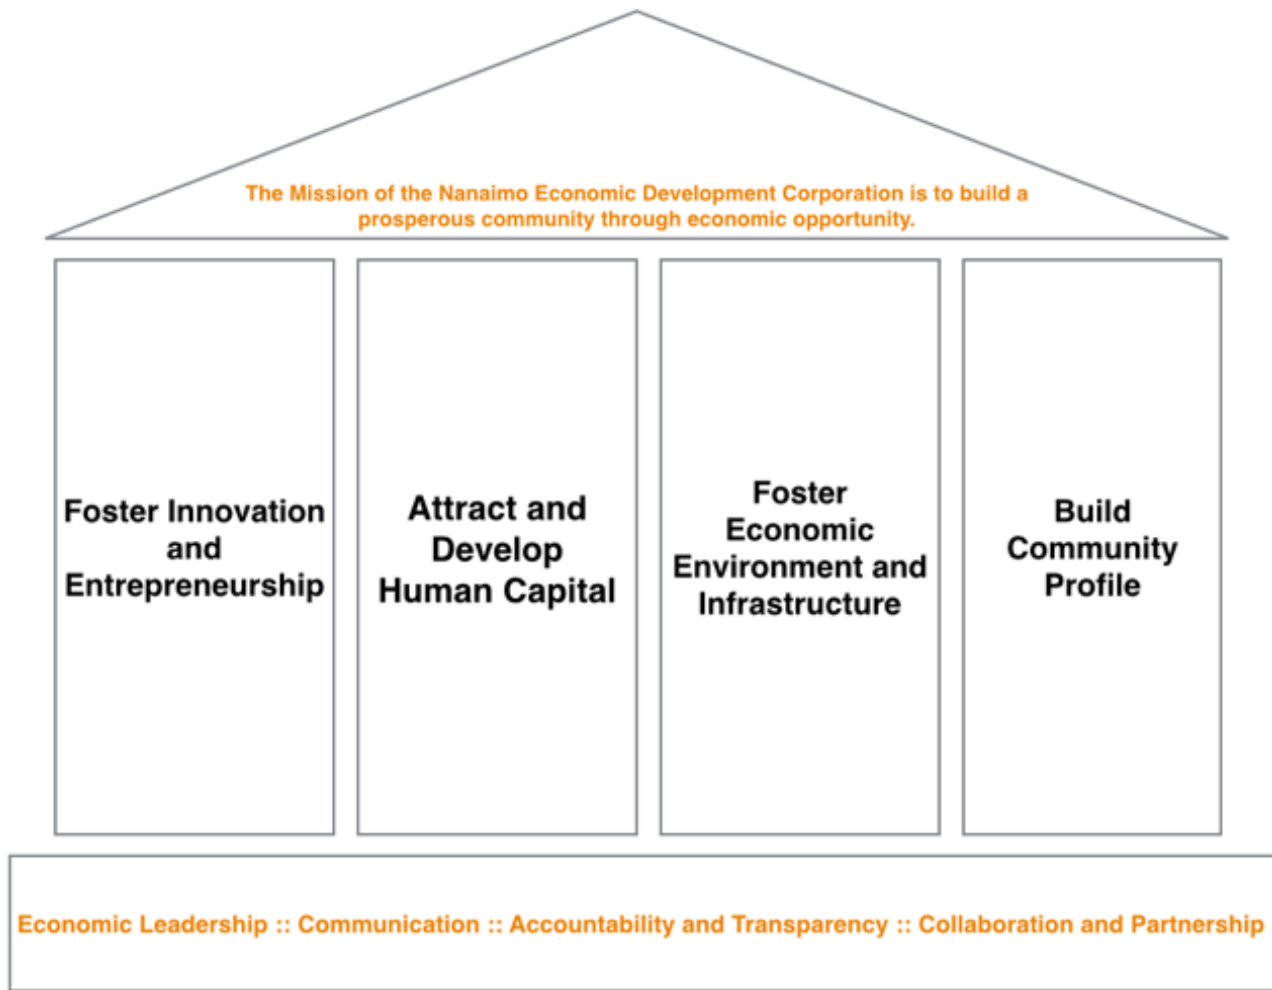 The Mission of the Nanaimo Economic Development Corporation is to build a
prosperous community through economic opportunity.
Foster Innovation
and
Entrepreneurship
Attract and
Develop
Human Capital
Foster
Economic
Environment and
Infrastructure
Build
Community
Profile
Economic Leadership :: Communication :: Accountability and Transparency :: Collaboration and Partnership